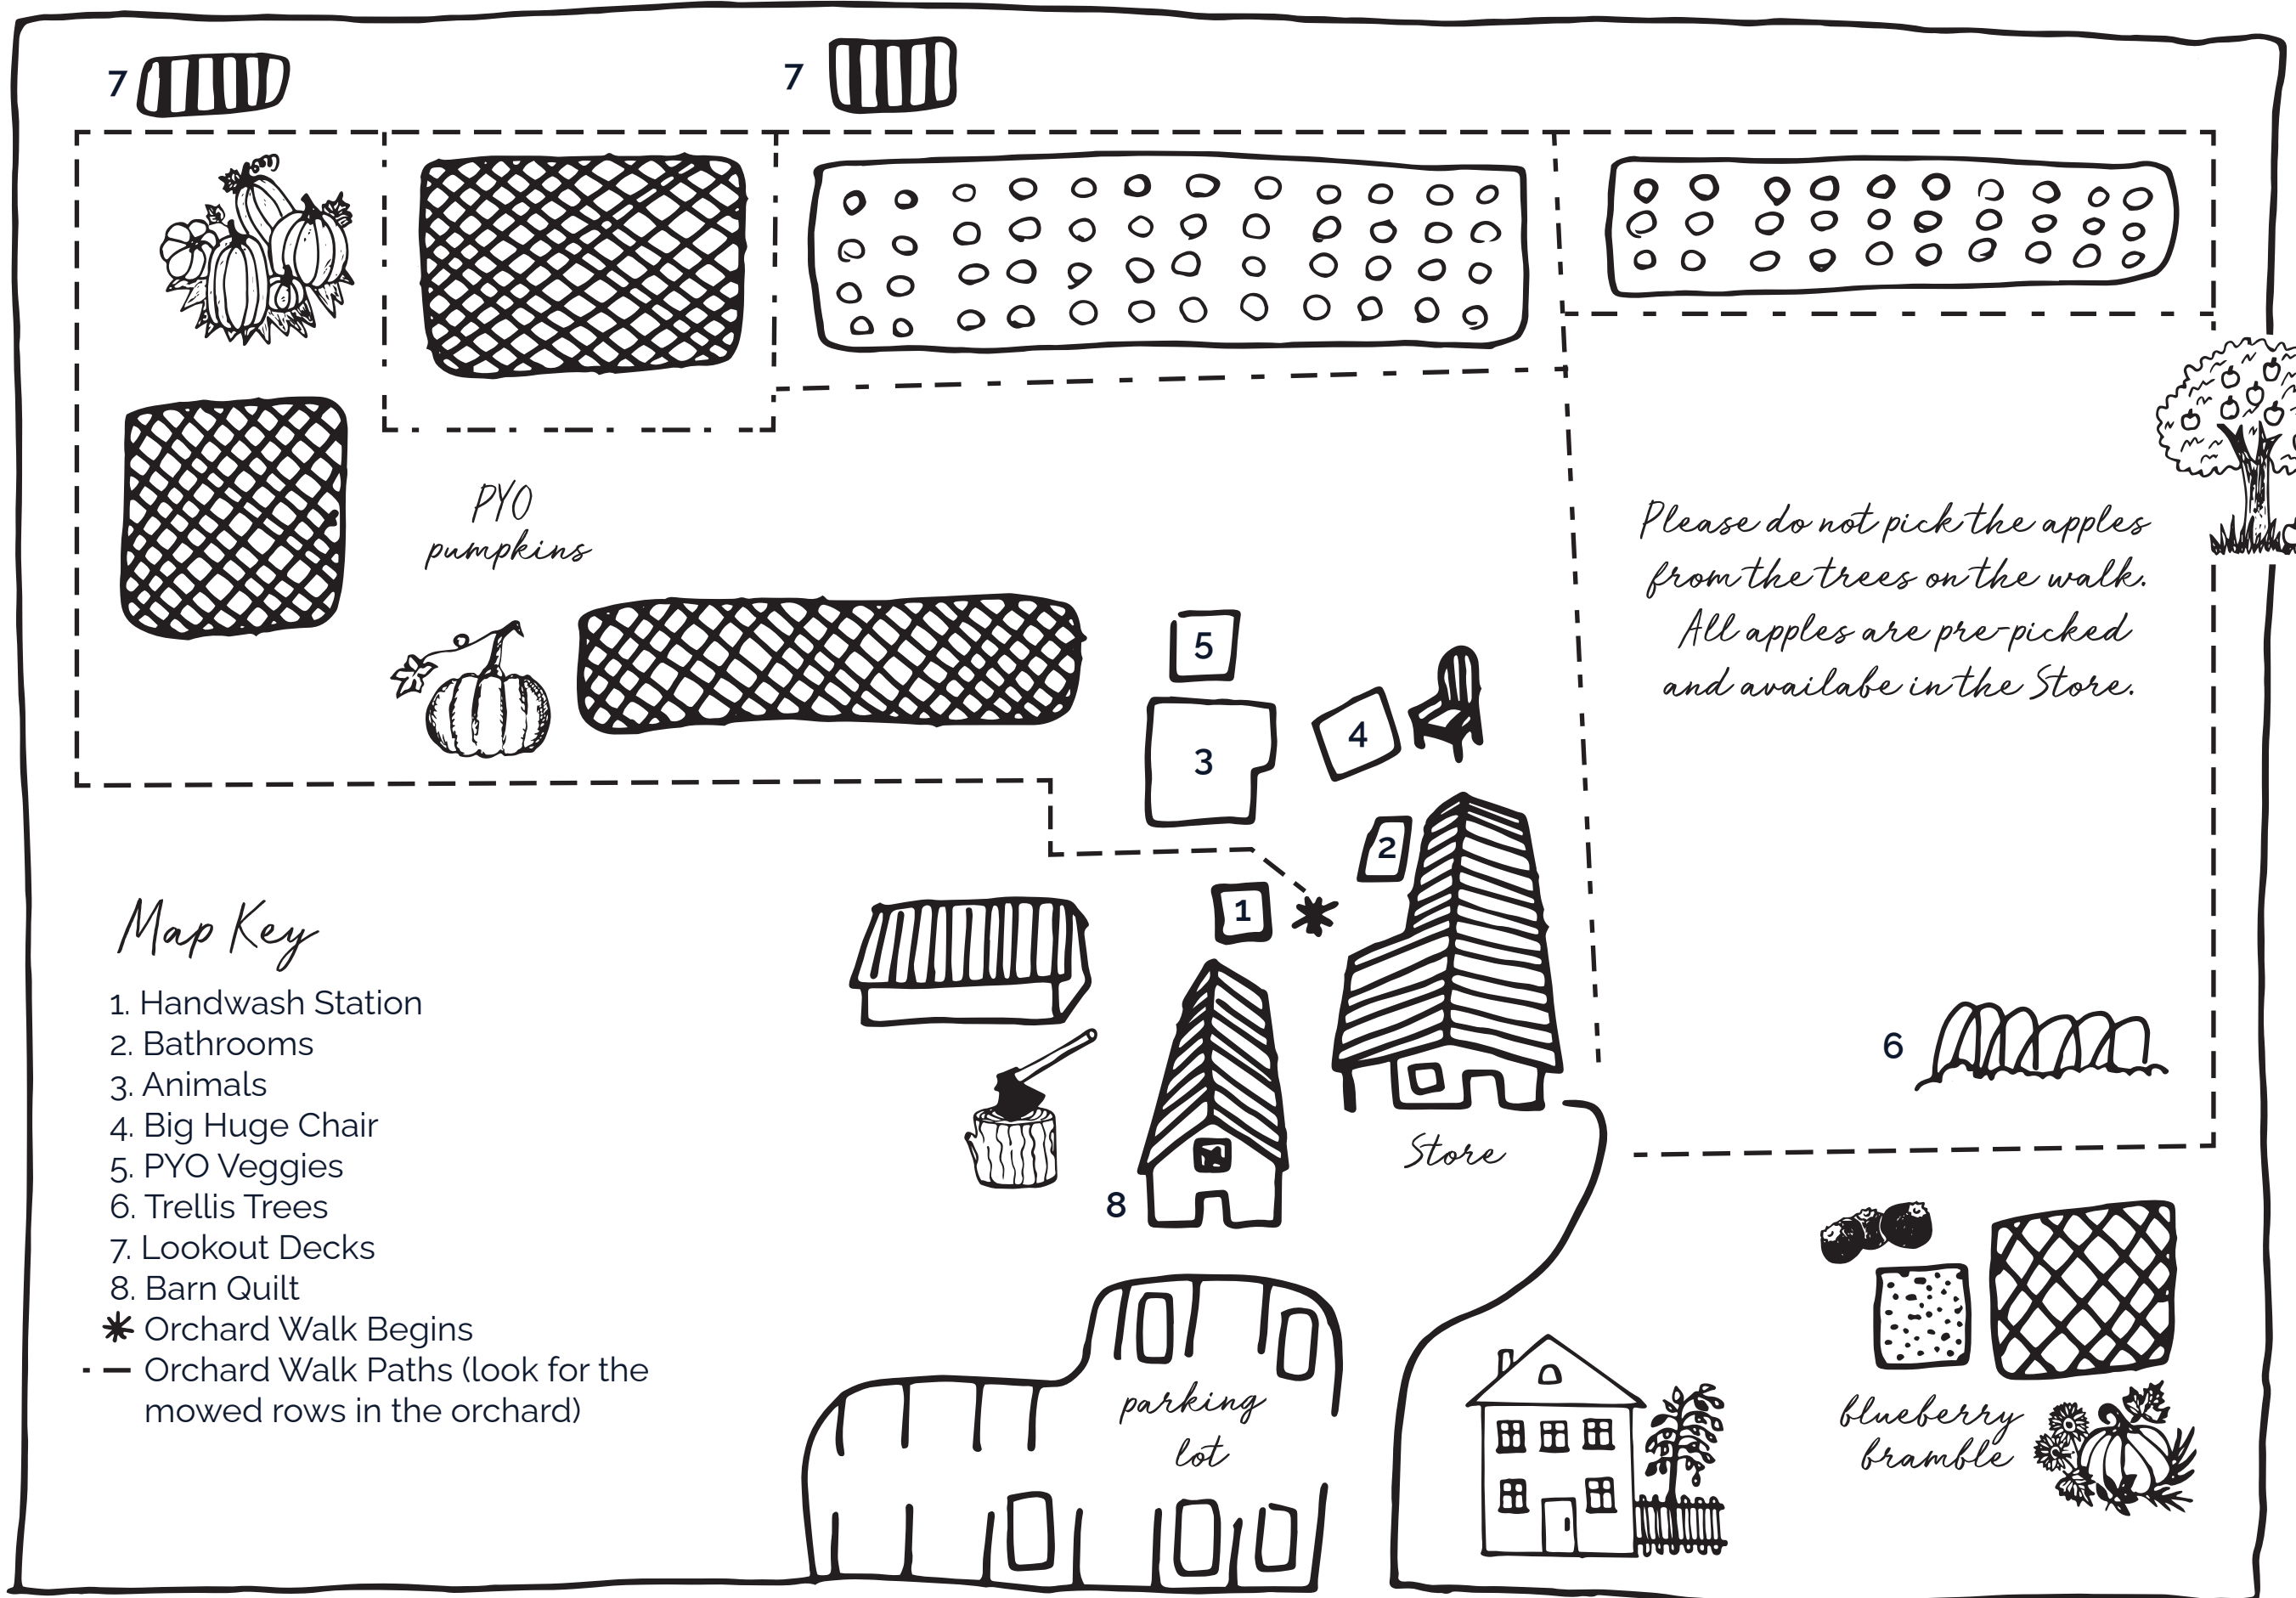 7
7
PYO
pumpkins
Please do not pick the apples
from the trees on the walk.
All apples are pre-picked
and availabe in the Store.
5
3
4
2
1
6
Store
8
Map Key
1. Handwash Station
2. Bathrooms
3. Animals
4. Big Huge Chair
5. PYO Veggies
6. Trellis Trees
7. Lookout Decks
8. Barn Quilt
Orchard Walk Begins
Orchard Walk Paths (look for the
mowed rows in the orchard)
parking
lot
blueberry
bramble